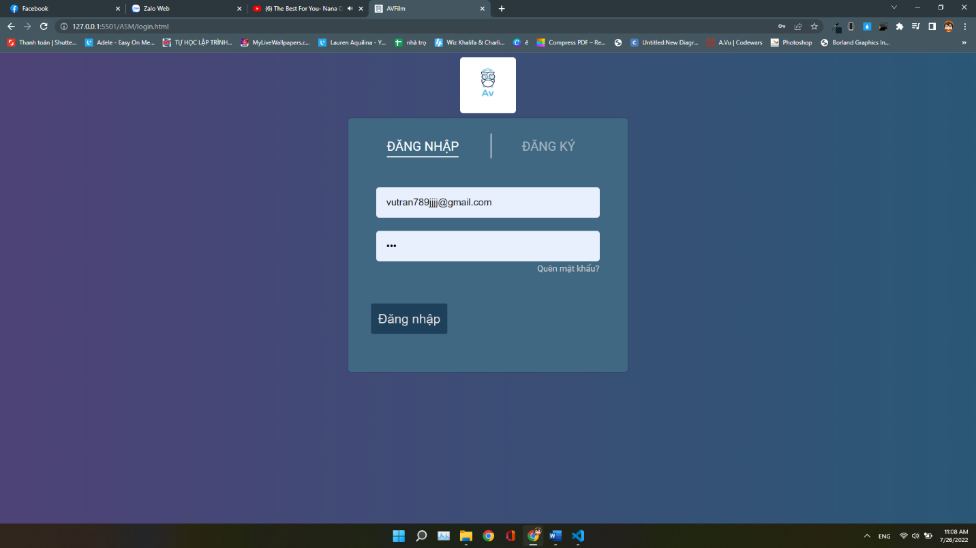 Facebook
Zalo Web
(6) The Best For You- Nana
AVFilm
127.0.0.1:5501/ASM/login.html
Thanh toán | Shutte...
Adele - Easy On Me...
TỰ HỌC LẬP TRÌNH...
MyLiveWallpapers.c...
Lauren Aquilina - Y...
nhà trọ
Wiz Khalifa & Charli...
Compress PDF – Re...
Untitled:New Diagr...
A.Vu | Codewars
Photoshop
Borland Graphics In...
»
Av
ĐĂNG NHẬP
ĐĂNG KÝ
vutran789jjjj@gmail.com
•••
Quên mật khẩu?
Đăng nhập
ENG
11:08 AM
7/26/2022